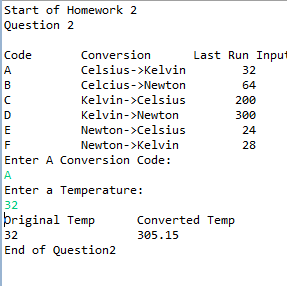 Start of Homework 2
Question 2
Code Conversion Last Run Input
A Celsius->Kelvin 32
B Celcius->Newton 64
C Kelvin->Celsius 200
D Kelvin->Newton 300
E Newton->Celsius 24
F Newton->Kelvin 28
Enter A Conversion Code:
A
Enter a Temperature:
32
Original Temp Converted Temp
32 305.15
End of Question2